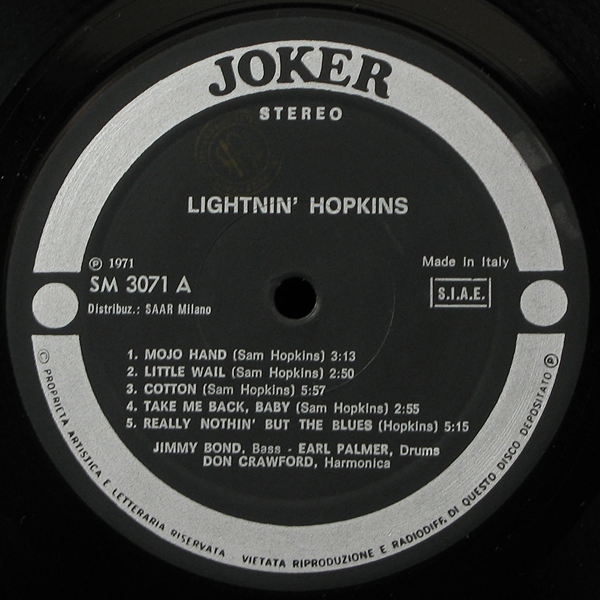 JOKER
STEREO
LIGHTNIN' HOPKINS
℗ 1971
SM 3071 A
Distribuz.: SAAR Milano
Made in Italy
S.I.A.E.
1. MOJO HAND (Sam Hopkins) 3:13
2. LITTLE WAIL (Sam Hopkins) 2:50
3. COTTON (Sam Hopkins) 5:57
4. TAKE ME BACK, BABY (Sam Hopkins) 2:55
5. REALLY NOTHIN' BUT THE BLUES (Hopkins) 5:15
JIMMY BOND, Bass - EARL PALMER, Drums
DON CRAWFORD, Harmonica
© PROPRIETA ARTISTICA E LETTERARIA RISERVATA VIETATA RIPRODUZIONE E RADIODIFF. DI QUESTO DISCO DEPOSITATO ℗